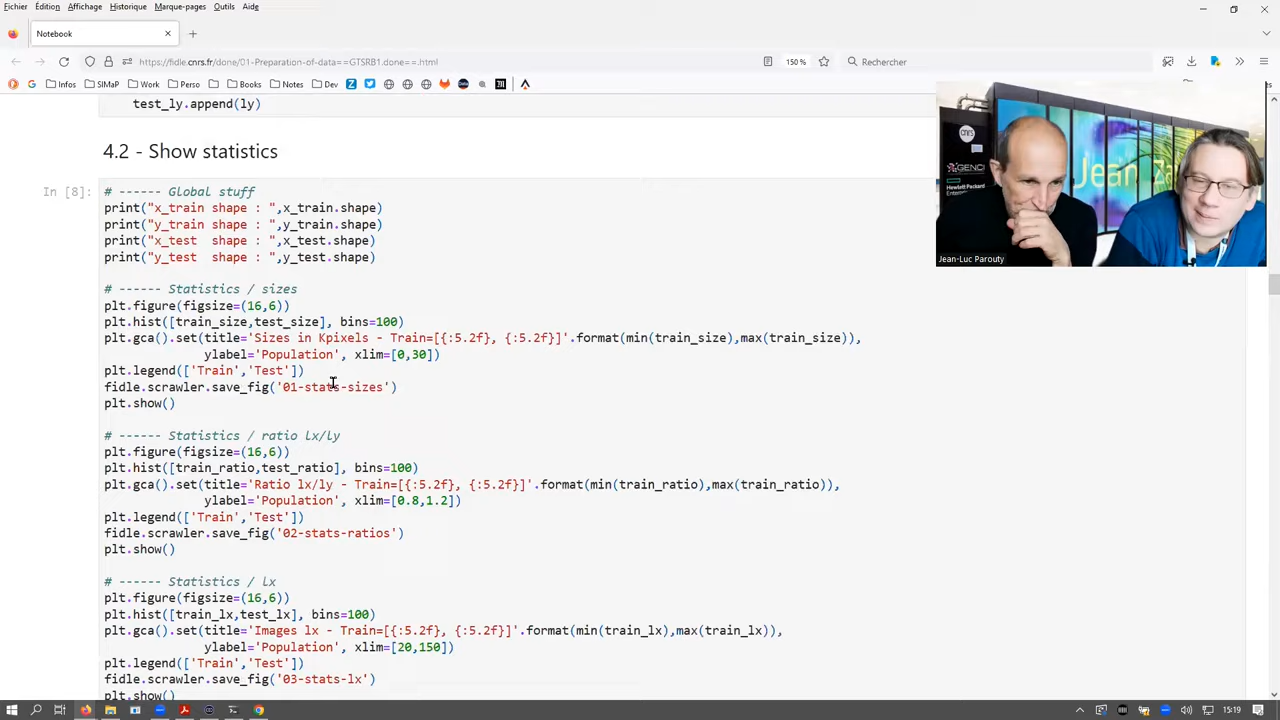 Fichier Édition Affichage Historique Marque-pages Outils Aide
Notebook
https://fidle.cnrs.fr/done/01-Preparation-of-data==GTSRB1.done==.html
150 %
Rechercher
Infos SIMaP Work Perso Books Notes Dev
test_ly.append(ly)
4.2 - Show statistics
In [8]:
# ------ Global stuff
print("x_train shape : ",x_train.shape)
print("y_train shape : ",y_train.shape)
print("x_test  shape : ",x_test.shape)
print("y_test  shape : ",y_test.shape)
# ------ Statistics / sizes
plt.figure(figsize=(16,6))
plt.hist([train_size,test_size], bins=100)
plt.gca().set(title='Sizes in Kpixels - Train=[{:5.2f}, {:5.2f}]'.format(min(train_size),max(train_size)),
ylabel='Population', xlim=[0,30])
plt.legend(['Train','Test'])
fidle.scrawler.save_fig('01-stats-sizes')
plt.show()
# ------ Statistics / ratio lx/ly
plt.figure(figsize=(16,6))
plt.hist([train_ratio,test_ratio], bins=100)
plt.gca().set(title='Ratio lx/ly - Train=[{:5.2f}, {:5.2f}]'.format(min(train_ratio),max(train_ratio)),
ylabel='Population', xlim=[0.8,1.2])
plt.legend(['Train','Test'])
fidle.scrawler.save_fig('02-stats-ratios')
plt.show()
# ------ Statistics / lx
plt.figure(figsize=(16,6))
plt.hist([train_lx,test_lx], bins=100)
plt.gca().set(title='Images lx - Train=[{:5.2f}, {:5.2f}]'.format(min(train_lx),max(train_lx)),
ylabel='Population', xlim=[20,150])
plt.legend(['Train','Test'])
fidle.scrawler.save_fig('03-stats-lx')
plt.show()
cnrs
GENCI
Hewlett Packard
Enterprise
Jean Za
Jean-Luc Parouty
15:19